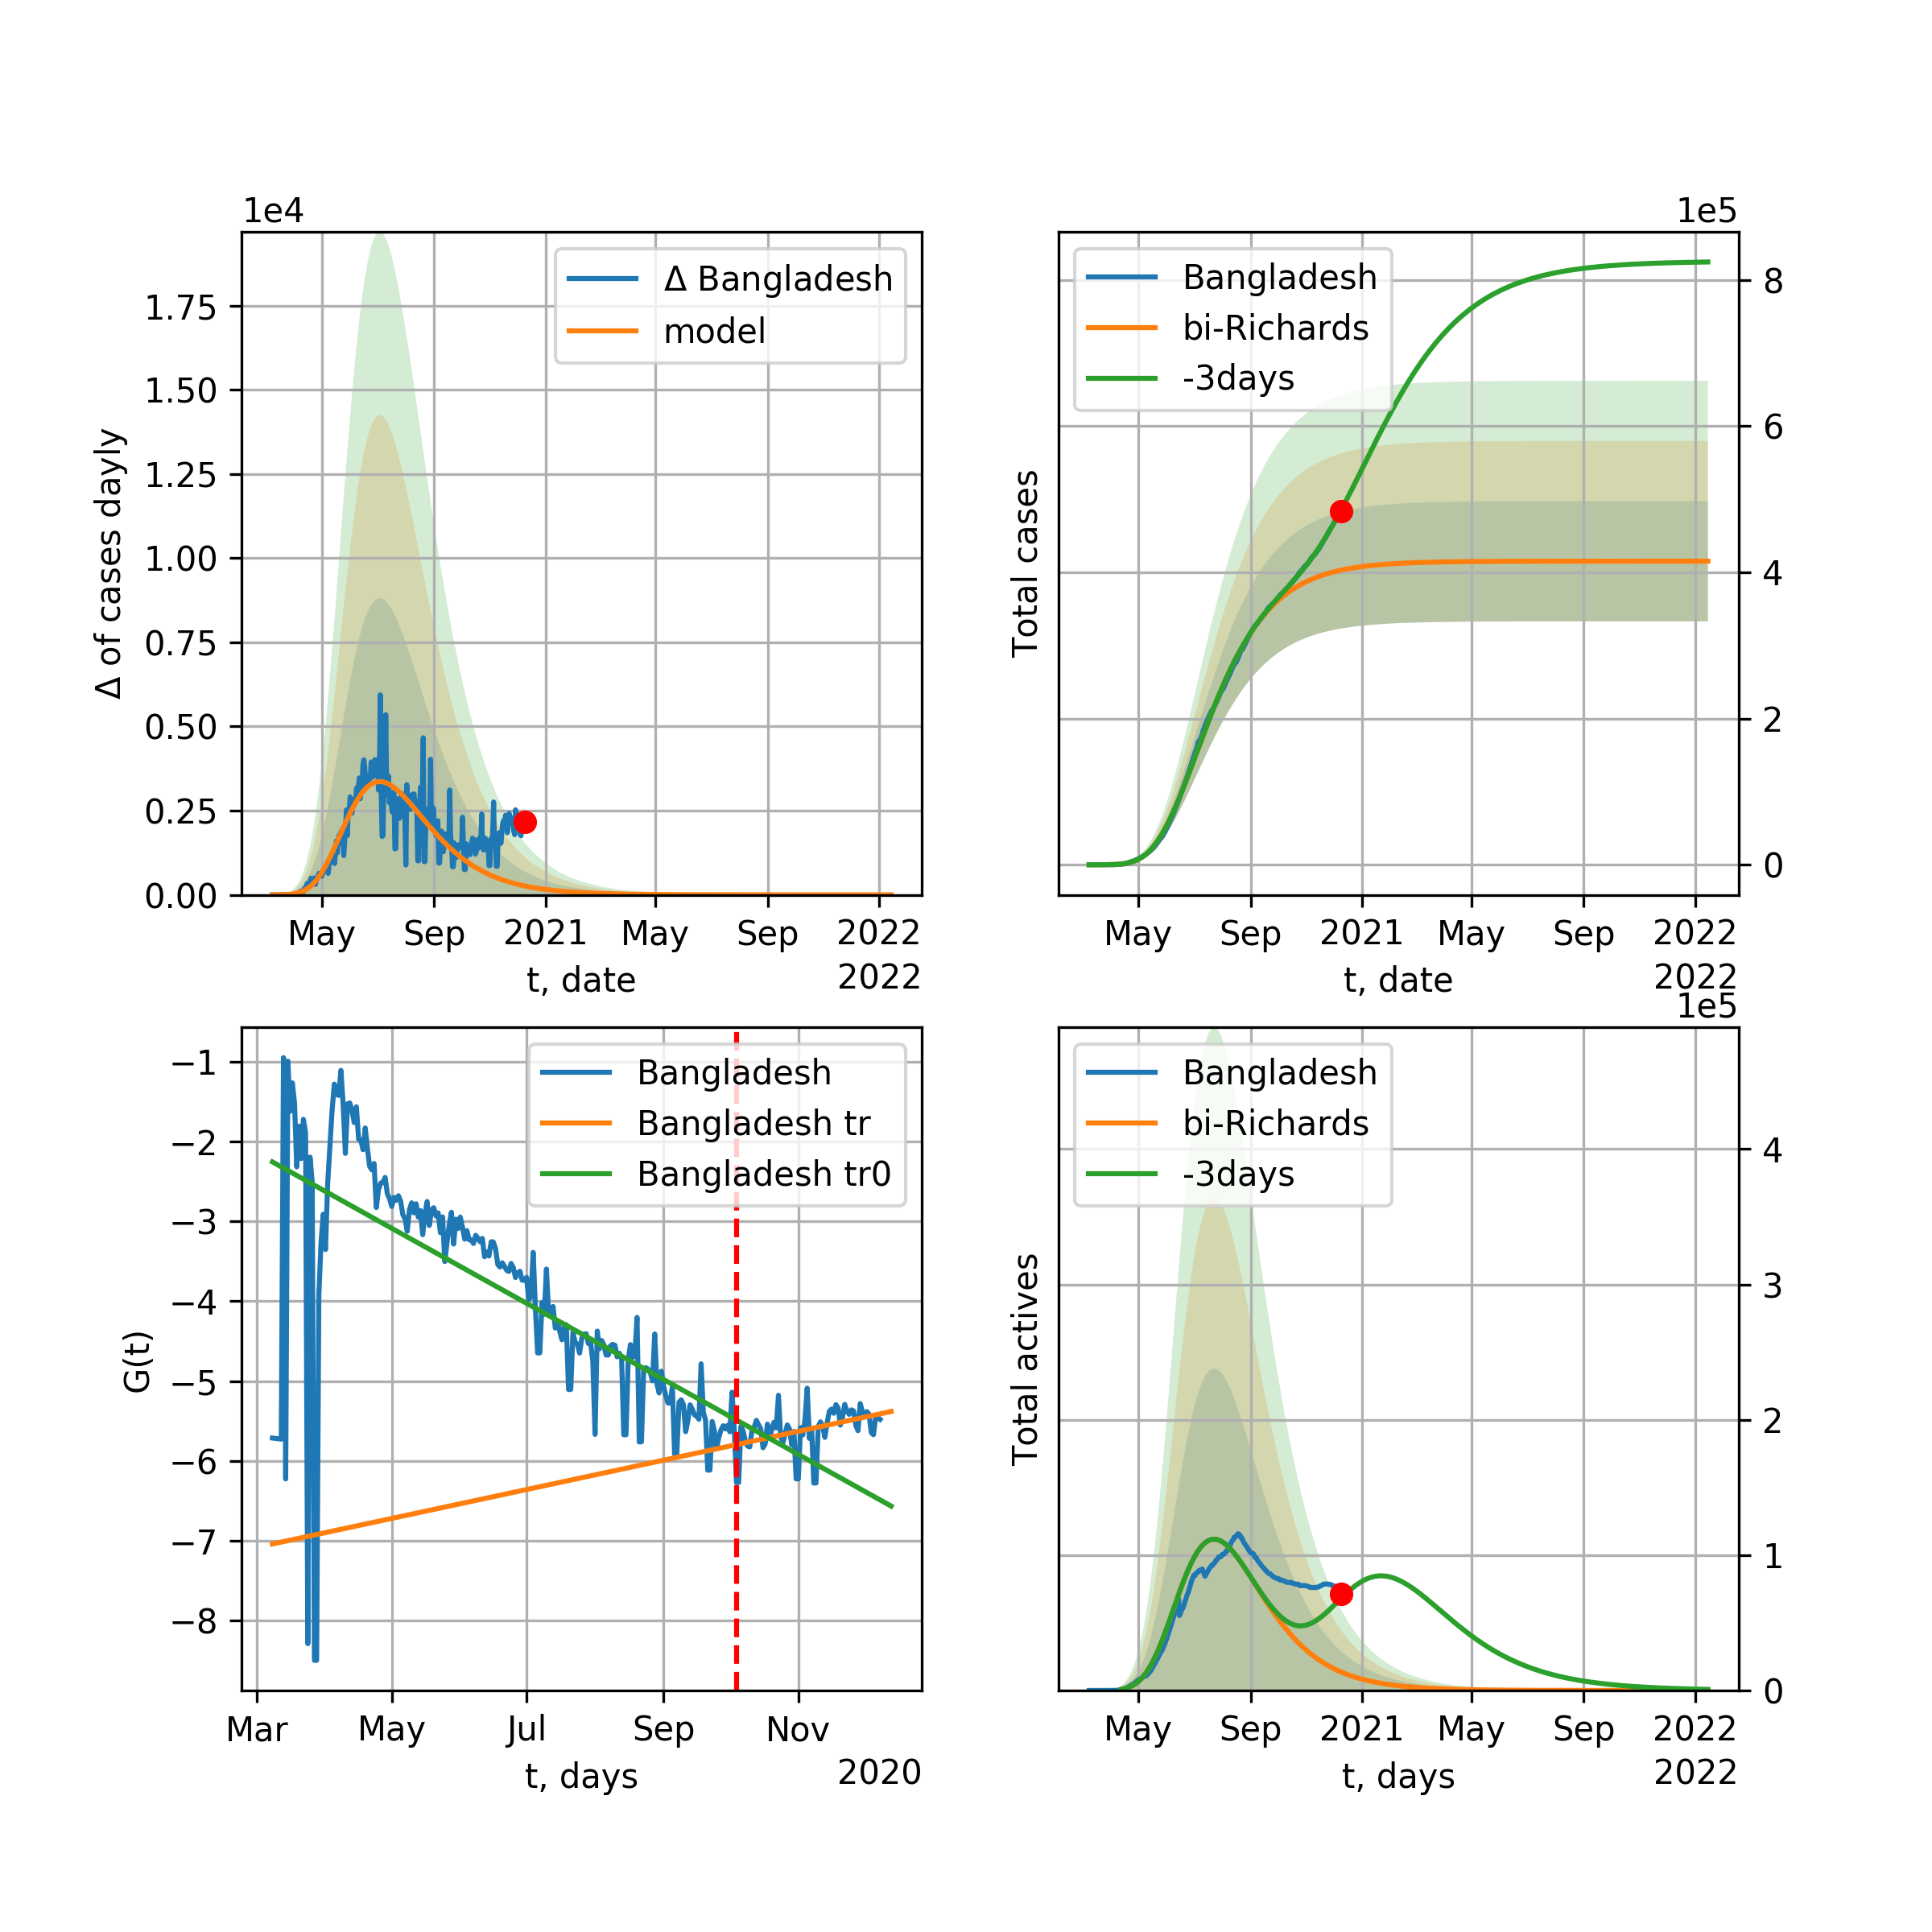 1e4
Δ Bangladesh
model
1.75
1.50
1.25
1.00
0.75
0.50
0.25
0.00
Δ of cases dayly
May Sep 2021 May Sep 2022
t, date
2022
1e5
Bangladesh
bi-Richards
-3days
8
6
4
2
0
Total cases
May Sep 2021 May Sep 2022
t, date
2022
Bangladesh
Bangladesh tr
Bangladesh tr0
−1
−2
−3
−4
−5
−6
−7
−8
G(t)
Mar May Jul Sep Nov
t, days
2020
1e5
Bangladesh
bi-Richards
-3days
4
3
2
1
0
Total actives
May Sep 2021 May Sep 2022
t, days
2022